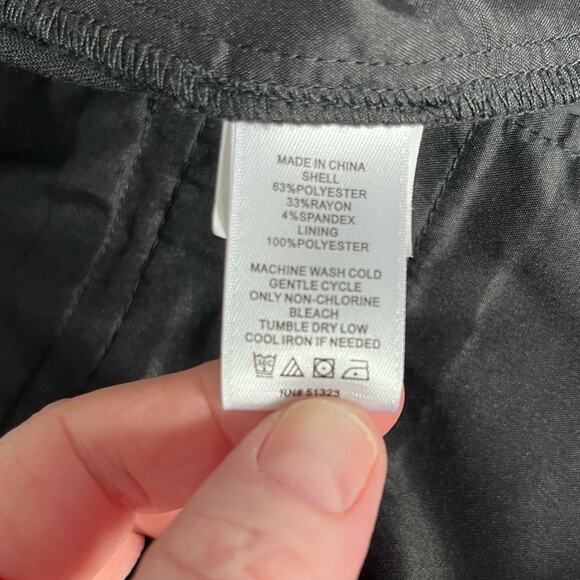 MADE IN CHINA
SHELL
63%POLYESTER
33%RAYON
4%SPANDEX
LINING
100%POLYESTER
MACHINE WASH COLD
GENTLE CYCLE
ONLY NON-CHLORINE
BLEACH
TUMBLE DRY LOW
COOL IRON IF NEEDED
30C
RN# 51323